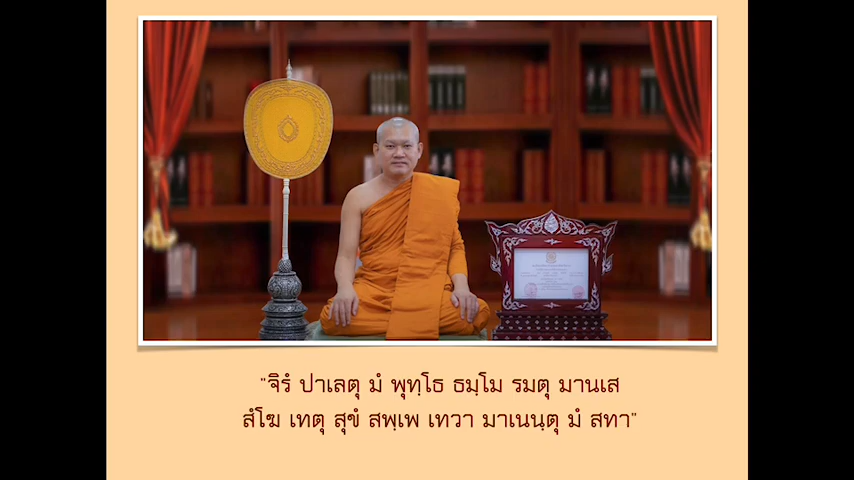 "จิรํ ปาเลตุ มํ พุทฺโธ ธมฺโม รมตุ มานเส
สํโฆ เทตุ สุขํ สพฺเพ เทวา มาเนนฺตุ มํ สทา"